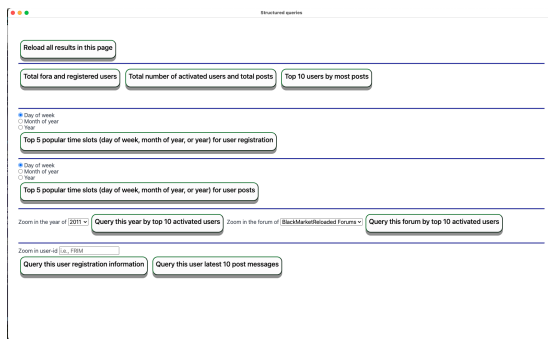 Structured queries
Reload all results in this page
Total fora and registered users Total number of activated users and total posts Top 10 users by most posts
Day of week
Month of year
Year
Top 5 popular time slots (day of week, month of year, or year) for user registration
Day of week
Month of year
Year
Top 5 popular time slots (day of week, month of year, or year) for user posts
Zoom in the year of 2011 Query this year by top 10 activated users Zoom in the forum of BlackMarketReloaded Forums Query this forum by top 10 activated users
Zoom in user-id i.e., FRIM
Query this user registration information Query this user latest 10 post messages